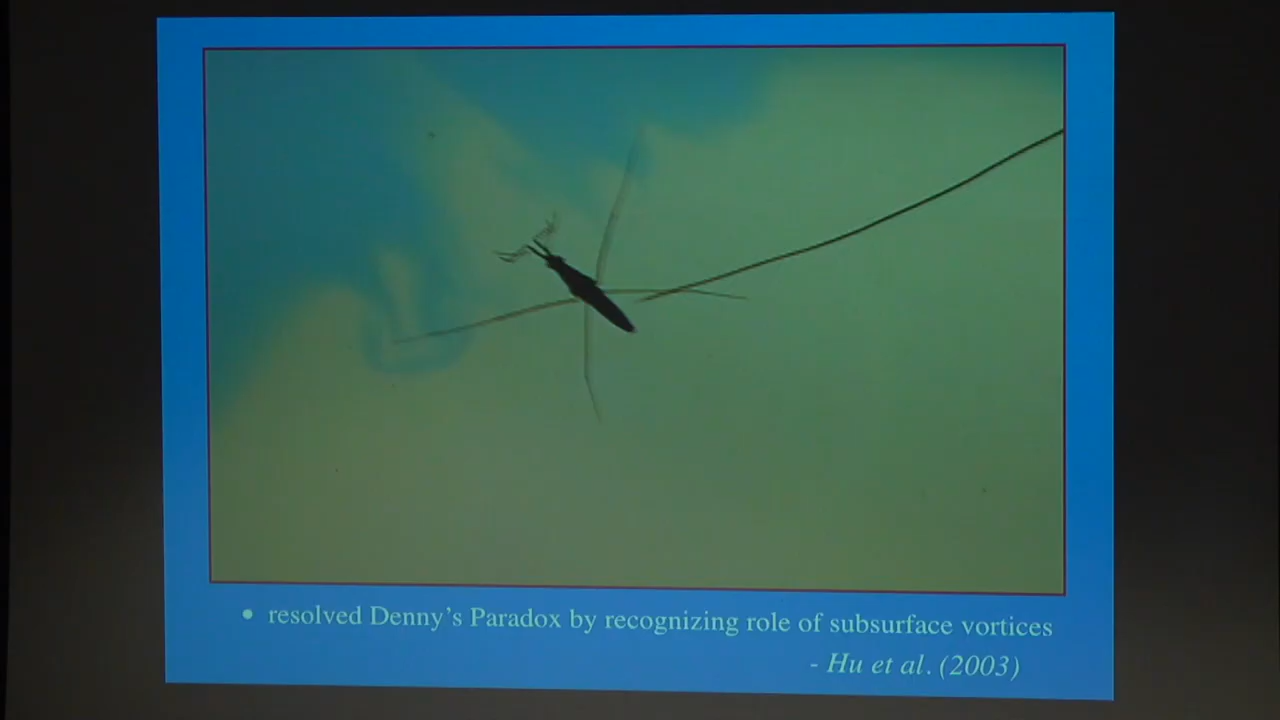 • resolved Denny's Paradox by recognizing role of subsurface vortices
- Hu et al. (2003)